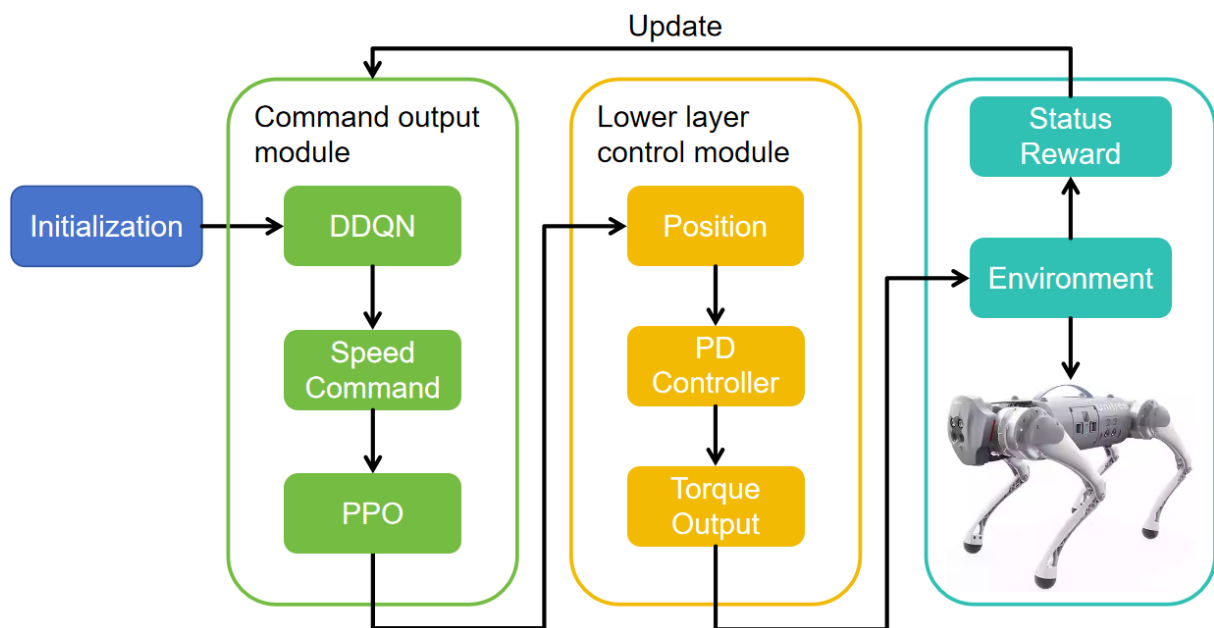 Update
Command output
module
Lower layer
control module
Status
Reward
Initialization
DDQN
Position
Environment
Speed
Command
PD
Controller
PPO
Torque
Output